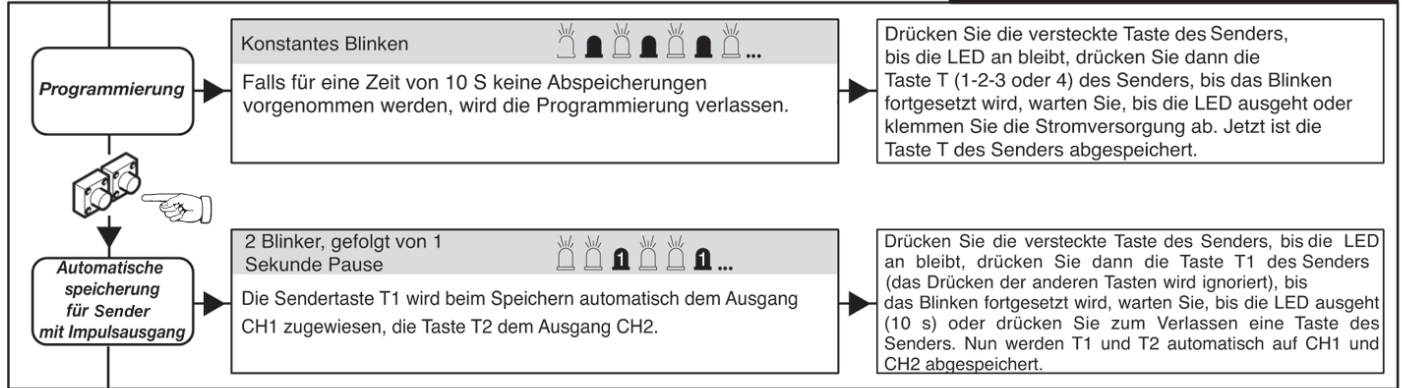 Programmierung
Konstantes Blinken
...
Falls für eine Zeit von 10 S keine Abspeicherungen
vorgenommen werden, wird die Programmierung verlassen.
Drücken Sie die versteckte Taste des Senders,
bis die LED an bleibt, drücken Sie dann die
Taste T (1-2-3 oder 4) des Senders, bis das Blinken
fortgesetzt wird, warten Sie, bis die LED ausgeht oder
klemmen Sie die Stromversorgung ab. Jetzt ist die
Taste T des Senders abgespeichert.
Automatische
speicherung
für Sender
mit Impulsausgang
2 Blinker, gefolgt von 1
Sekunde Pause
1 1 ...
Die Sendertaste T1 wird beim Speichern automatisch dem Ausgang
CH1 zugewiesen, die Taste T2 dem Ausgang CH2.
Drücken Sie die versteckte Taste des Senders, bis die LED
an bleibt, drücken Sie dann die Taste T1 des Senders
(das Drücken der anderen Tasten wird ignoriert), bis
das Blinken fortgesetzt wird, warten Sie, bis die LED ausgeht
(10 s) oder drücken Sie zum Verlassen eine Taste des
Senders. Nun werden T1 und T2 automatisch auf CH1 und
CH2 abgespeichert.